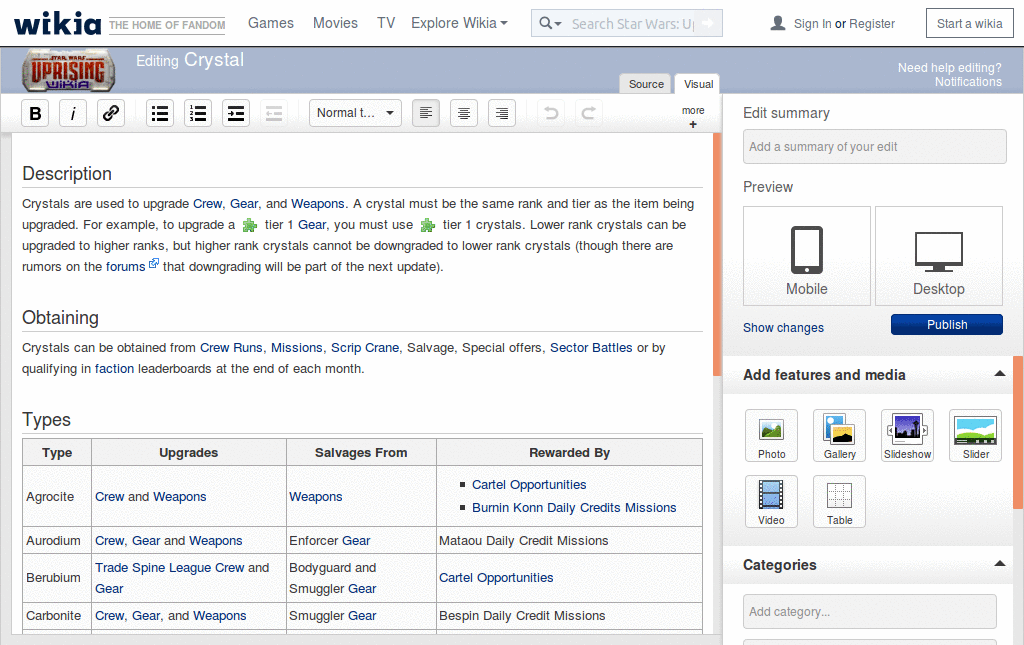 wikia THE HOME OF FANDOM Games Movies TV Explore Wikia Search Star Wars: U Sign In or Register Start a wikia
STAR WARS
UPRISING
WIKIA
Editing Crystal
Need help editing?
Notifications
Source Visual
B i Normal t... more
+
Description
Crystals are used to upgrade Crew, Gear, and Weapons. A crystal must be the same rank and tier as the item being
upgraded. For example, to upgrade a tier 1 Gear, you must use tier 1 crystals. Lower rank crystals can be
upgraded to higher ranks, but higher rank crystals cannot be downgraded to lower rank crystals (though there are
rumors on the forums that downgrading will be part of the next update).
Obtaining
Crystals can be obtained from Crew Runs, Missions, Scrip Crane, Salvage, Special offers, Sector Battles or by
qualifying in faction leaderboards at the end of each month.
Types
Type Upgrades Salvages From Rewarded By
Agrocite Crew and Weapons Weapons Cartel Opportunities
Burnin Konn Daily Credits Missions
Aurodium Crew, Gear and Weapons Enforcer Gear Mataou Daily Credit Missions
Berubium Trade Spine League Crew and Gear Bodyguard and Smuggler Gear Cartel Opportunities
Carbonite Crew, Gear, and Weapons Smuggler Gear Bespin Daily Credit Missions
Edit summary
Add a summary of your edit
Preview
Mobile Desktop
Show changes Publish
Add features and media
Photo Gallery Slideshow Slider
Video Table
Categories
Add category...